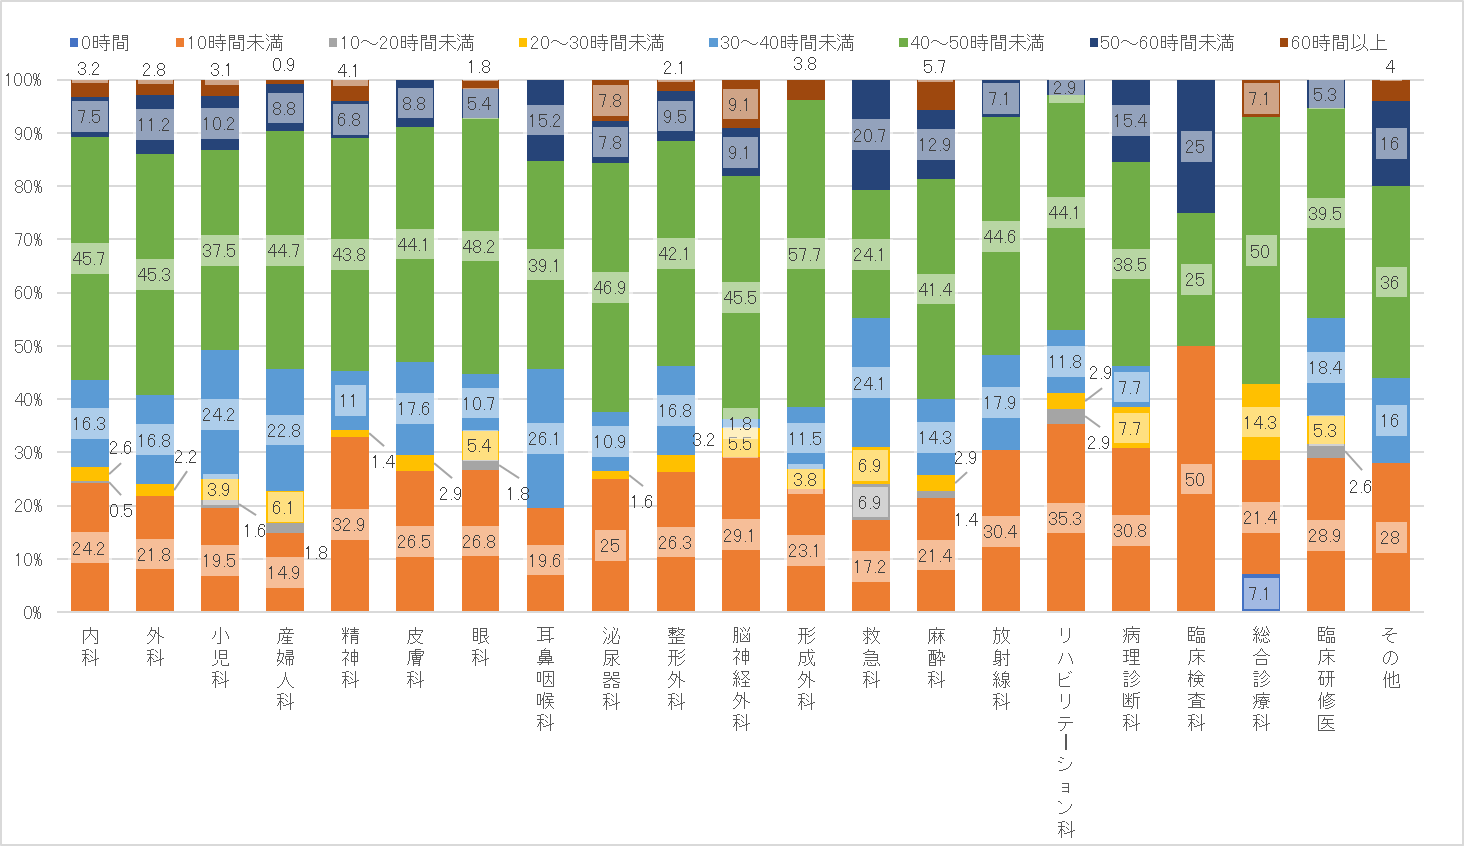 0時間 10時間未満 10～20時間未満 20～30時間未満 30～40時間未満 40～50時間未満 50～60時間未満 60時間以上
3.2 2.8 3.1 0.9 4.1 1.8 2.1 3.8 5.7 4
100%
7.5 11.2 10.2 8.8 6.8 8.8 5.4 15.2 7.8 7.8 9.5 9.1 9.1 20.7 12.9 7.1 2.9 15.4 25 7.1 5.3 16
90%
80%
70%
45.7 45.3 37.5 44.7 43.8 44.1 48.2 39.1 46.9 42.1 45.5 57.7 24.1 41.4 44.6 44.1 38.5 25 50 39.5 36
60%
50%
40%
16.3 16.8 24.2 22.8 11 17.6 10.7 26.1 10.9 16.8 1.8 11.5 24.1 14.3 17.9 11.8 7.7 18.4 16
30%
2.6 2.2 3.9 6.1 1.4 2.9 5.4 1.6 3.2 5.5 3.8 6.9 2.9 2.9 7.7 14.3 5.3
20%
0.5 1.6 1.8 1.8 6.9 1.4 2.9 2.6
24.2 21.8 19.5 14.9 32.9 26.5 26.8 19.6 25 26.3 29.1 23.1 17.2 21.4 30.4 35.3 30.8 50 21.4 28.9 28
10%
7.1
0%
内科
外科
小児科
産婦人科
精神科
皮膚科
眼科
耳鼻咽喉科
泌尿器科
整形外科
脳神経外科
形成外科
救急科
麻酔科
放射線科
リハビリテーション科
病理診断科
臨床検査科
総合診療科
臨床研修医
その他